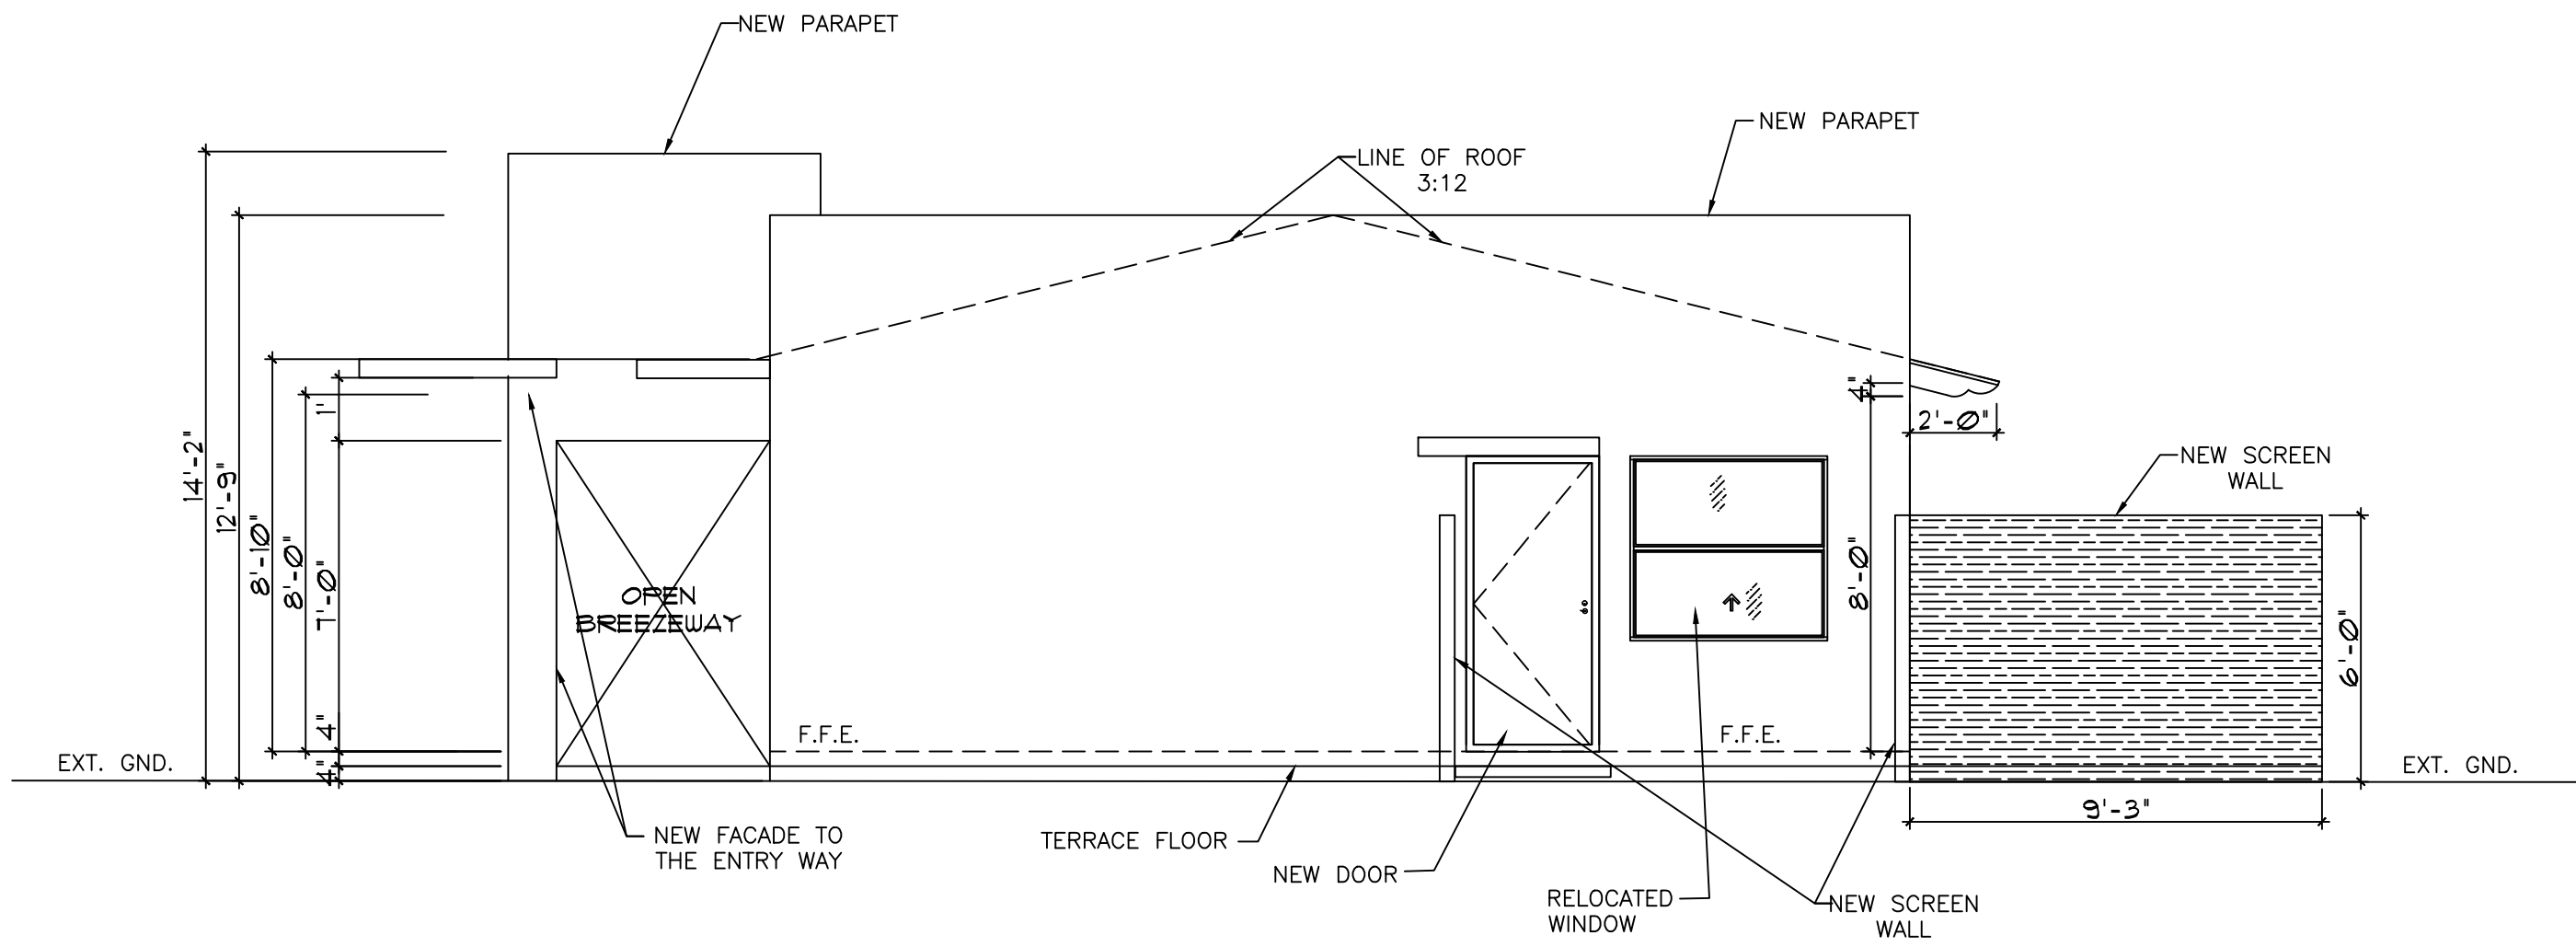 NEW PARAPET
NEW PARAPET
LINE OF ROOF
3:12
14'-2"
12'-9"
8'-10"
8'-0"
1'
7'-0"
4"
4"
4"
2'-0"
8'-0"
NEW SCREEN
WALL
6'-0"
OPEN
BREEZEWAY
F.F.E.
F.F.E.
EXT. GND.
EXT. GND.
9'-3"
NEW FACADE TO
THE ENTRY WAY
TERRACE FLOOR
NEW DOOR
RELOCATED
WINDOW
NEW SCREEN
WALL